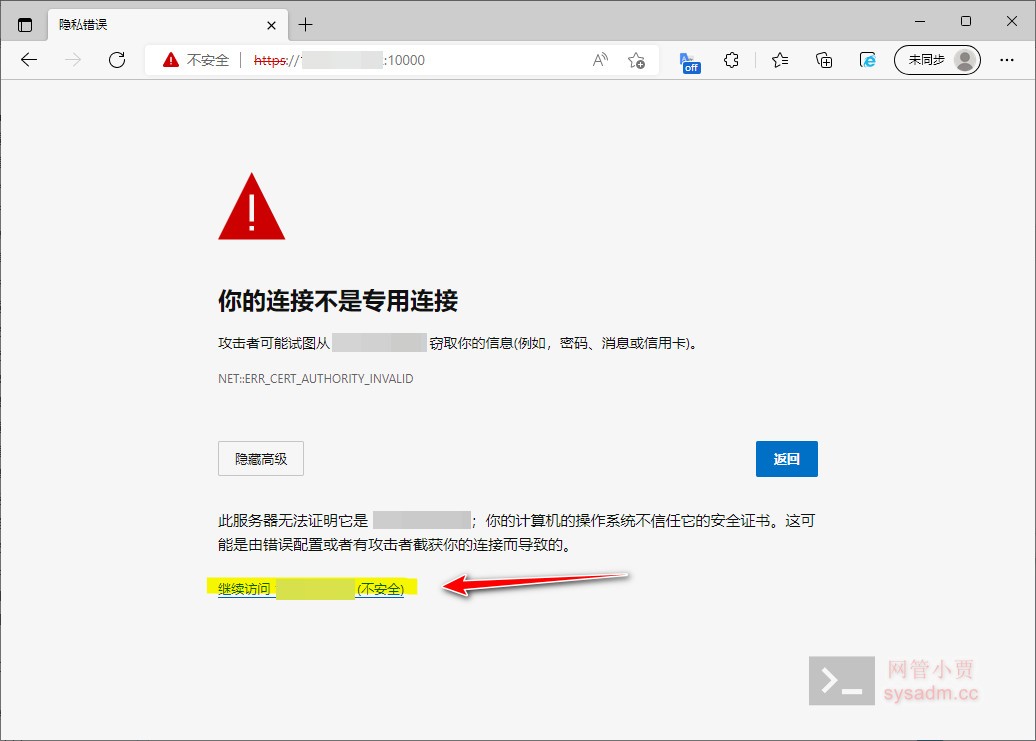 隐私错误
不安全 https:// :10000
off
未同步
你的连接不是专用连接
攻击者可能试图从 窃取你的信息(例如，密码、消息或信用卡)。
NET::ERR_CERT_AUTHORITY_INVALID
隐藏高级
返回
此服务器无法证明它是 ；你的计算机的操作系统不信任它的安全证书。这可
能是由错误配置或者有攻击者截获你的连接而导致的。
继续访问 (不安全)
网管小贾
sysadm.cc